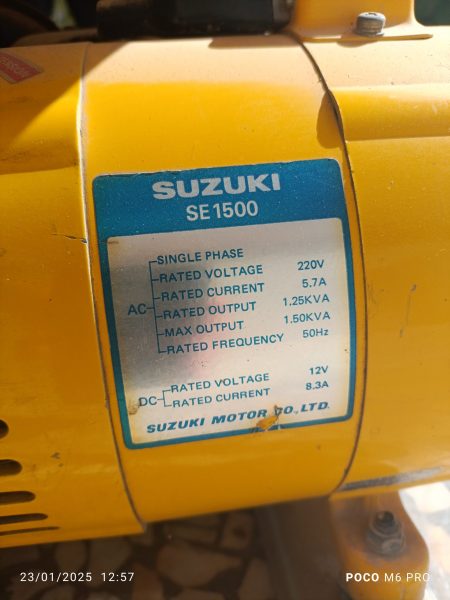 SUZUKI
SE1500
AC
SINGLE PHASE
RATED VOLTAGE 220V
RATED CURRENT 5.7A
RATED OUTPUT 1.25KVA
MAX OUTPUT 1.50KVA
RATED FREQUENCY 50Hz
DC
RATED VOLTAGE 12V
RATED CURRENT 8.3A
SUZUKI MOTOR CO., LTD.
23/01/2025 12:57
POCO M6 PRO